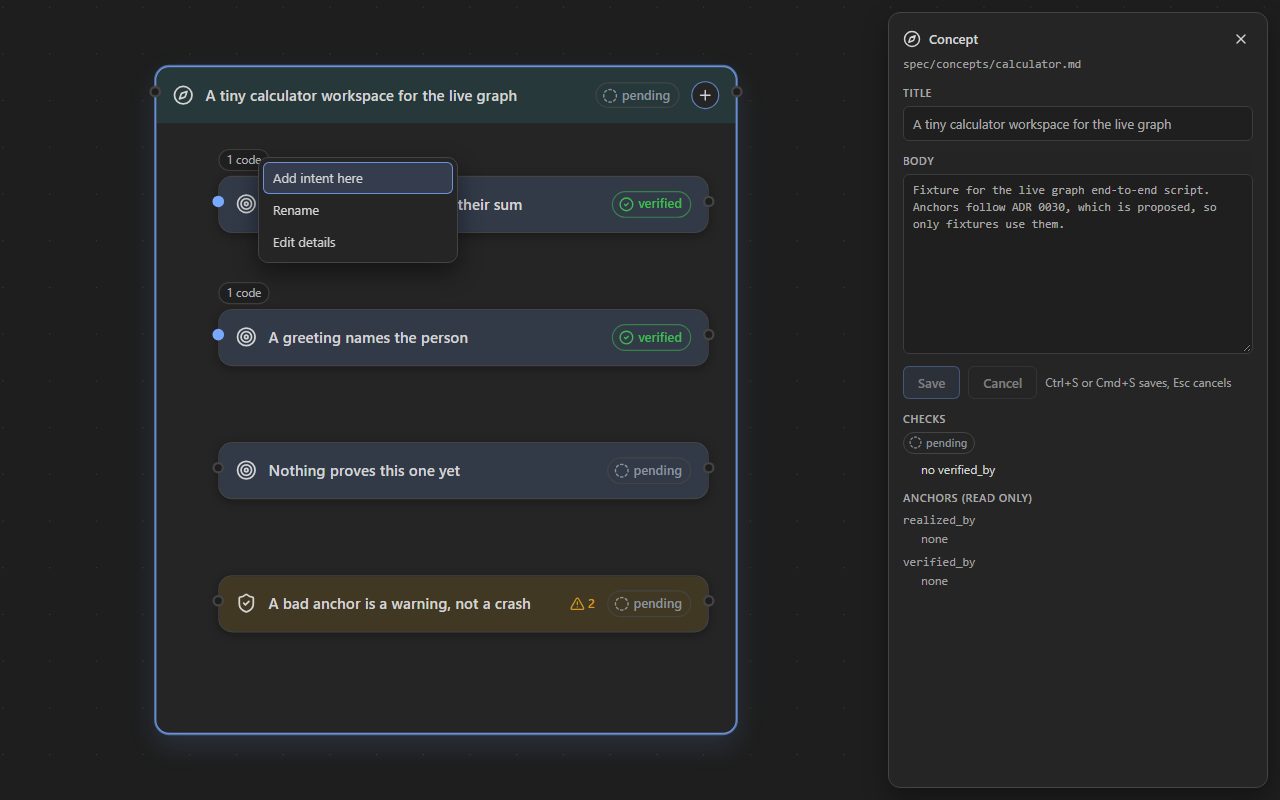 A tiny calculator workspace for the live graph
pending
1 code
Add intent here
Rename
Edit details
their sum
verified
1 code
A greeting names the person
verified
Nothing proves this one yet
pending
A bad anchor is a warning, not a crash
2
pending
Concept
spec/concepts/calculator.md
TITLE
A tiny calculator workspace for the live graph
BODY
Fixture for the live graph end-to-end script.
Anchors follow ADR 0030, which is proposed, so
only fixtures use them.
Save
Cancel
Ctrl+S or Cmd+S saves, Esc cancels
CHECKS
pending
no verified_by
ANCHORS (READ ONLY)
realized_by
none
verified_by
none